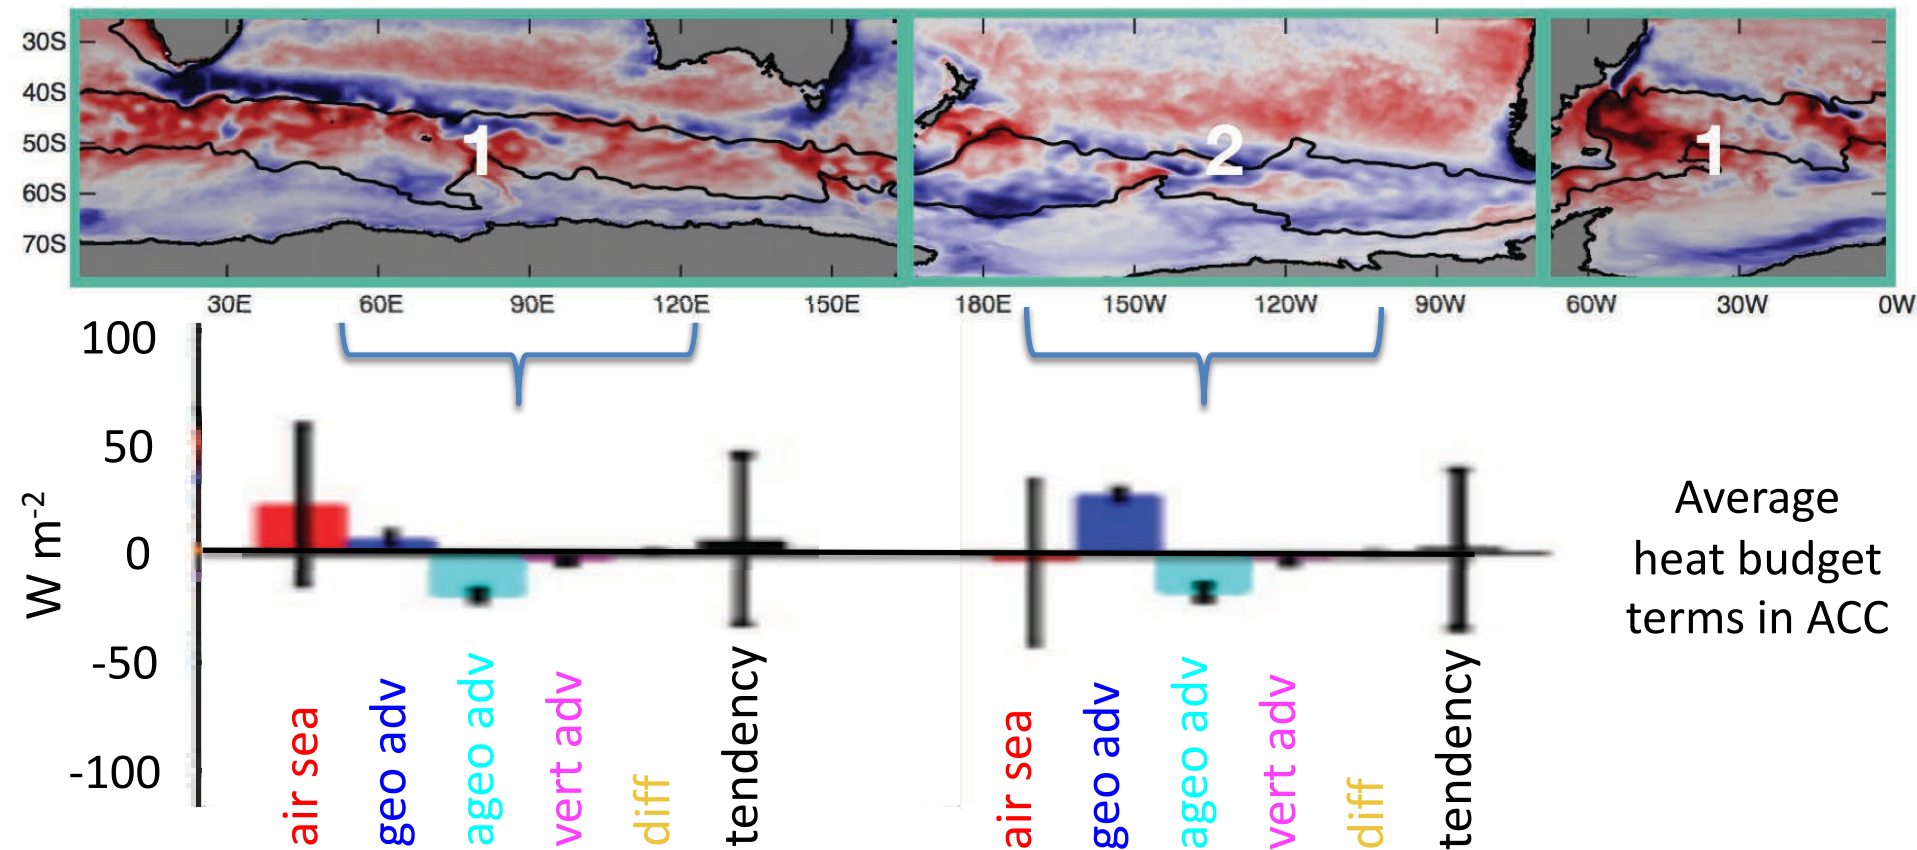 30S
40S
50S
60S
70S
1
2
1
30E
60E
90E
120E
150E
180E
150W
120W
90W
60W
30W
0W
100
50
0
-50
-100
W m-2
air sea
geo adv
ageo adv
vert adv
diff
tendency
air sea
geo adv
ageo adv
vert adv
diff
tendency
Average
heat budget
terms in ACC